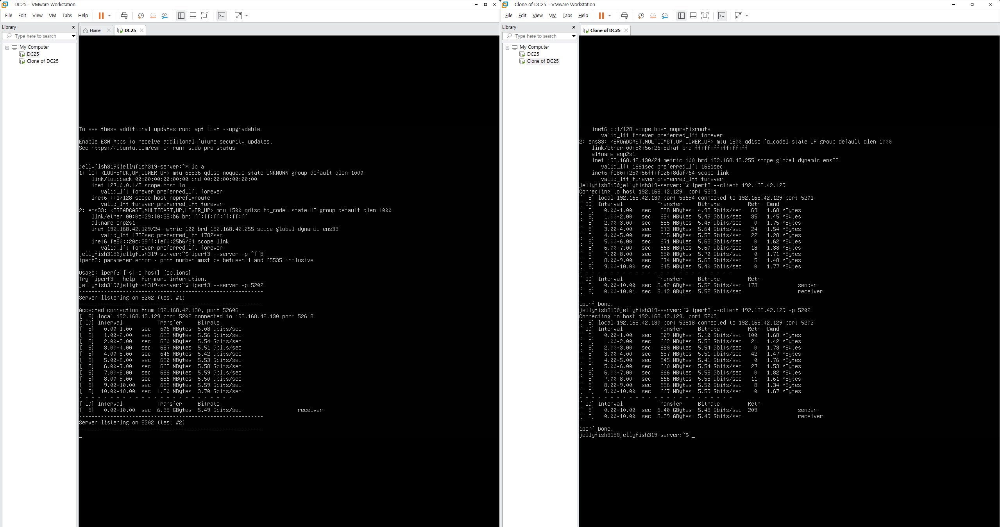 DC25 - VMware Workstation
File Edit View VM Tabs Help
Library
Type here to search
My Computer
DC25
Clone of DC25
Home
DC25
To see these additional updates run: apt list --upgradable
Enable ESM Apps to receive additional future security updates.
See https://ubuntu.com/esm or run: sudo pro status
jellyfish319@jellyfish319-server:~$ ip a
1: lo: <LOOPBACK,UP,LOWER_UP> mtu 65536 qdisc noqueue state UNKNOWN group default qlen 1000
link/loopback 00:00:00:00:00:00 brd 00:00:00:00:00:00
inet 127.0.0.1/8 scope host lo
valid_lft forever preferred_lft forever
inet6 ::1/128 scope host noprefixroute
valid_lft forever preferred_lft forever
2: ens33: <BROADCAST,MULTICAST,UP,LOWER_UP> mtu 1500 qdisc fq_codel state UP group default qlen 1000
link/ether 00:0c:29:f0:25:b6 brd ff:ff:ff:ff:ff:ff
altname enp2s1
inet 192.168.42.129/24 metric 100 brd 192.168.42.255 scope global dynamic ens33
valid_lft 1782sec preferred_lft 1782sec
inet6 fe80::20c:29ff:fef0:25b6/64 scope link
valid_lft forever preferred_lft forever
jellyfish319@jellyfish319-server:~$ iperf3 --server -p ^[[B
iperf3: parameter error - port number must be between 1 and 65535 inclusive
Usage: iperf3 [-s|-c host] [options]
Try `iperf3 --help' for more information.
jellyfish319@jellyfish319-server:~$ iperf3 --server -p 5202
-----------------------------------------------------------
Server listening on 5202 (test #1)
-----------------------------------------------------------
Accepted connection from 192.168.42.130, port 52606
[  5] local 192.168.42.129 port 5202 connected to 192.168.42.130 port 52618
[ ID] Interval Transfer Bitrate
[  5] 0.00-1.00 sec 606 MBytes 5.08 Gbits/sec
[  5] 1.00-2.00 sec 663 MBytes 5.56 Gbits/sec
[  5] 2.00-3.00 sec 660 MBytes 5.54 Gbits/sec
[  5] 3.00-4.00 sec 657 MBytes 5.51 Gbits/sec
[  5] 4.00-5.00 sec 646 MBytes 5.42 Gbits/sec
[  5] 5.00-6.00 sec 660 MBytes 5.53 Gbits/sec
[  5] 6.00-7.00 sec 665 MBytes 5.58 Gbits/sec
[  5] 7.00-8.00 sec 666 MBytes 5.59 Gbits/sec
[  5] 8.00-9.00 sec 656 MBytes 5.50 Gbits/sec
[  5] 9.00-10.00 sec 666 MBytes 5.59 Gbits/sec
[  5] 10.00-10.00 sec 1.50 MBytes 3.70 Gbits/sec
- - - - - - - - - - - - - - - - - - - - - - - - -
[ ID] Interval Transfer Bitrate
[  5] 0.00-10.00 sec 6.39 GBytes 5.49 Gbits/sec receiver
-----------------------------------------------------------
Server listening on 5202 (test #2)
-----------------------------------------------------------
_
Clone of DC25 - VMware Workstation
File Edit View VM Tabs Help
Library
Type here to search
My Computer
DC25
Clone of DC25
Clone of DC25
inet6 ::1/128 scope host noprefixroute
valid_lft forever preferred_lft forever
2: ens33: <BROADCAST,MULTICAST,UP,LOWER_UP> mtu 1500 qdisc fq_codel state UP group default qlen 1000
link/ether 00:50:56:26:8d:af brd ff:ff:ff:ff:ff:ff
altname enp2s1
inet 192.168.42.130/24 metric 100 brd 192.168.42.255 scope global dynamic ens33
valid_lft 1661sec preferred_lft 1661sec
inet6 fe80::250:56ff:fe26:8daf/64 scope link
valid_lft forever preferred_lft forever
jellyfish319@jellyfish319-server:~$ iperf3 --client 192.168.42.129
Connecting to host 192.168.42.129, port 5201
[  5] local 192.168.42.130 port 53694 connected to 192.168.42.129 port 5201
[ ID] Interval Transfer Bitrate Retr Cwnd
[  5] 0.00-1.00 sec 588 MBytes 4.93 Gbits/sec 69 1.68 MBytes
[  5] 1.00-2.00 sec 654 MBytes 5.49 Gbits/sec 35 1.45 MBytes
[  5] 2.00-3.00 sec 655 MBytes 5.49 Gbits/sec 0 1.75 MBytes
[  5] 3.00-4.00 sec 673 MBytes 5.64 Gbits/sec 24 1.54 MBytes
[  5] 4.00-5.00 sec 665 MBytes 5.58 Gbits/sec 22 1.28 MBytes
[  5] 5.00-6.00 sec 671 MBytes 5.63 Gbits/sec 0 1.62 MBytes
[  5] 6.00-7.00 sec 668 MBytes 5.60 Gbits/sec 18 1.38 MBytes
[  5] 7.00-8.00 sec 680 MBytes 5.70 Gbits/sec 0 1.71 MBytes
[  5] 8.00-9.00 sec 674 MBytes 5.65 Gbits/sec 5 1.48 MBytes
[  5] 9.00-10.00 sec 645 MBytes 5.40 Gbits/sec 0 1.77 MBytes
- - - - - - - - - - - - - - - - - - - - - - - - -
[ ID] Interval Transfer Bitrate Retr
[  5] 0.00-10.00 sec 6.42 GBytes 5.52 Gbits/sec 173 sender
[  5] 0.00-10.01 sec 6.42 GBytes 5.52 Gbits/sec receiver
iperf Done.
jellyfish319@jellyfish319-server:~$ iperf3 --client 192.168.42.129 -p 5202
Connecting to host 192.168.42.129, port 5202
[  5] local 192.168.42.130 port 52618 connected to 192.168.42.129 port 5202
[ ID] Interval Transfer Bitrate Retr Cwnd
[  5] 0.00-1.00 sec 609 MBytes 5.10 Gbits/sec 100 1.68 MBytes
[  5] 1.00-2.00 sec 662 MBytes 5.56 Gbits/sec 21 1.42 MBytes
[  5] 2.00-3.00 sec 660 MBytes 5.54 Gbits/sec 0 1.73 MBytes
[  5] 3.00-4.00 sec 657 MBytes 5.51 Gbits/sec 42 1.47 MBytes
[  5] 4.00-5.00 sec 645 MBytes 5.41 Gbits/sec 0 1.76 MBytes
[  5] 5.00-6.00 sec 660 MBytes 5.54 Gbits/sec 27 1.53 MBytes
[  5] 6.00-7.00 sec 666 MBytes 5.58 Gbits/sec 0 1.82 MBytes
[  5] 7.00-8.00 sec 666 MBytes 5.58 Gbits/sec 11 1.61 MBytes
[  5] 8.00-9.00 sec 656 MBytes 5.50 Gbits/sec 8 1.34 MBytes
[  5] 9.00-10.00 sec 667 MBytes 5.59 Gbits/sec 0 1.67 MBytes
- - - - - - - - - - - - - - - - - - - - - - - - -
[ ID] Interval Transfer Bitrate Retr
[  5] 0.00-10.00 sec 6.40 GBytes 5.49 Gbits/sec 209 sender
[  5] 0.00-10.00 sec 6.39 GBytes 5.49 Gbits/sec receiver
iperf Done.
jellyfish319@jellyfish319-server:~$ _